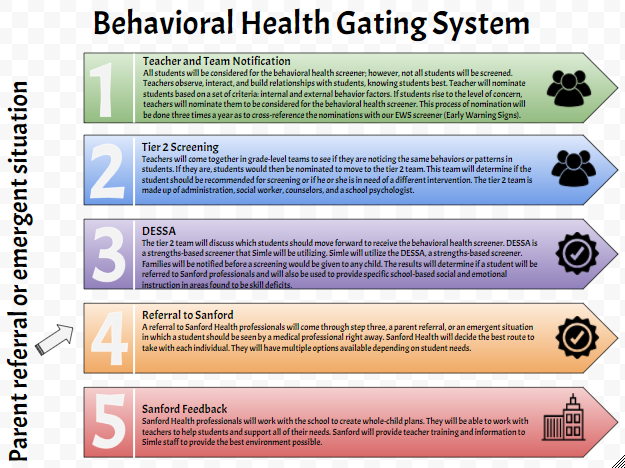 Behavioral Health Gating System
Parent referral or emergent situation
1
Teacher and Team Notification
All students will be considered for the behavioral health screener; however, not all students will be screened.
Teachers observe, interact, and build relationships with students, knowing students best. Teacher will nominate
students based on a set of criteria: internal and external behavior factors. If students rise to the level of concern,
teachers will nominate them to be considered for the behavioral health screener. This process of nomination will
be done three times a year as to cross-reference the nominations with our EWS screener (Early Warning Signs).
2
Tier 2 Screening
Teachers will come together in grade-level teams to see if they are noticing the same behaviors or patterns in
students. If they are, students would then be nominated to move to the tier 2 team. This team will determine if the
student should be recommended for screening or if he or she is in need of a different intervention. The tier 2 team is
made up of administration, social worker, counselors, and a school psychologist.
3
DESSA
The tier 2 team will discuss which students should move forward to receive the behavioral health screener. DESSA is
a strengths-based screener that Simle will be utilizing. Simle will utilize the DESSA, a strengths-based screener.
Families will be notified before a screening would be given to any child. The results will determine if a student will be
referred to Sanford professionals and will also be used to provide specific school-based social and emotional
instruction in areas found to be skill deficits.
4
Referral to Sanford
A referral to Sanford Health professionals will come through step three, a parent referral, or an emergent situation
in which a student should be seen by a medical professional right away. Sanford Health will decide the best route to
take with each individual. They will have multiple options available depending on student needs.
5
Sanford Feedback
Sanford Health professionals will work with the school to create whole-child plans. They will be able to work with
teachers to help students and support all of their needs. Sanford will provide teacher training and information to
Simle staff to provide the best environment possible.